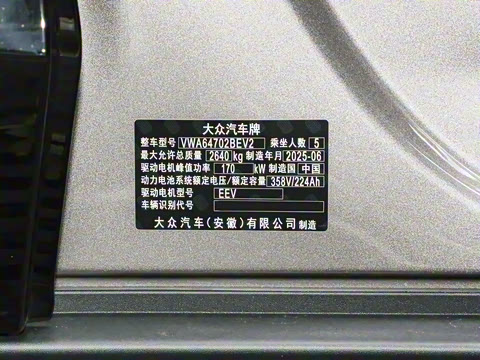 大众汽车牌
整车型号 VWA64702BEV2 乘坐人数 5
最大允许总质量 2640 kg 制造年月 2025-06
驱动电机峰值功率 170 kW 制造国 中国
动力电池系统额定电压/额定容量 358V/224Ah
驱动电机型号 EEV
车辆识别代号
大众汽车(安徽)有限公司 制造